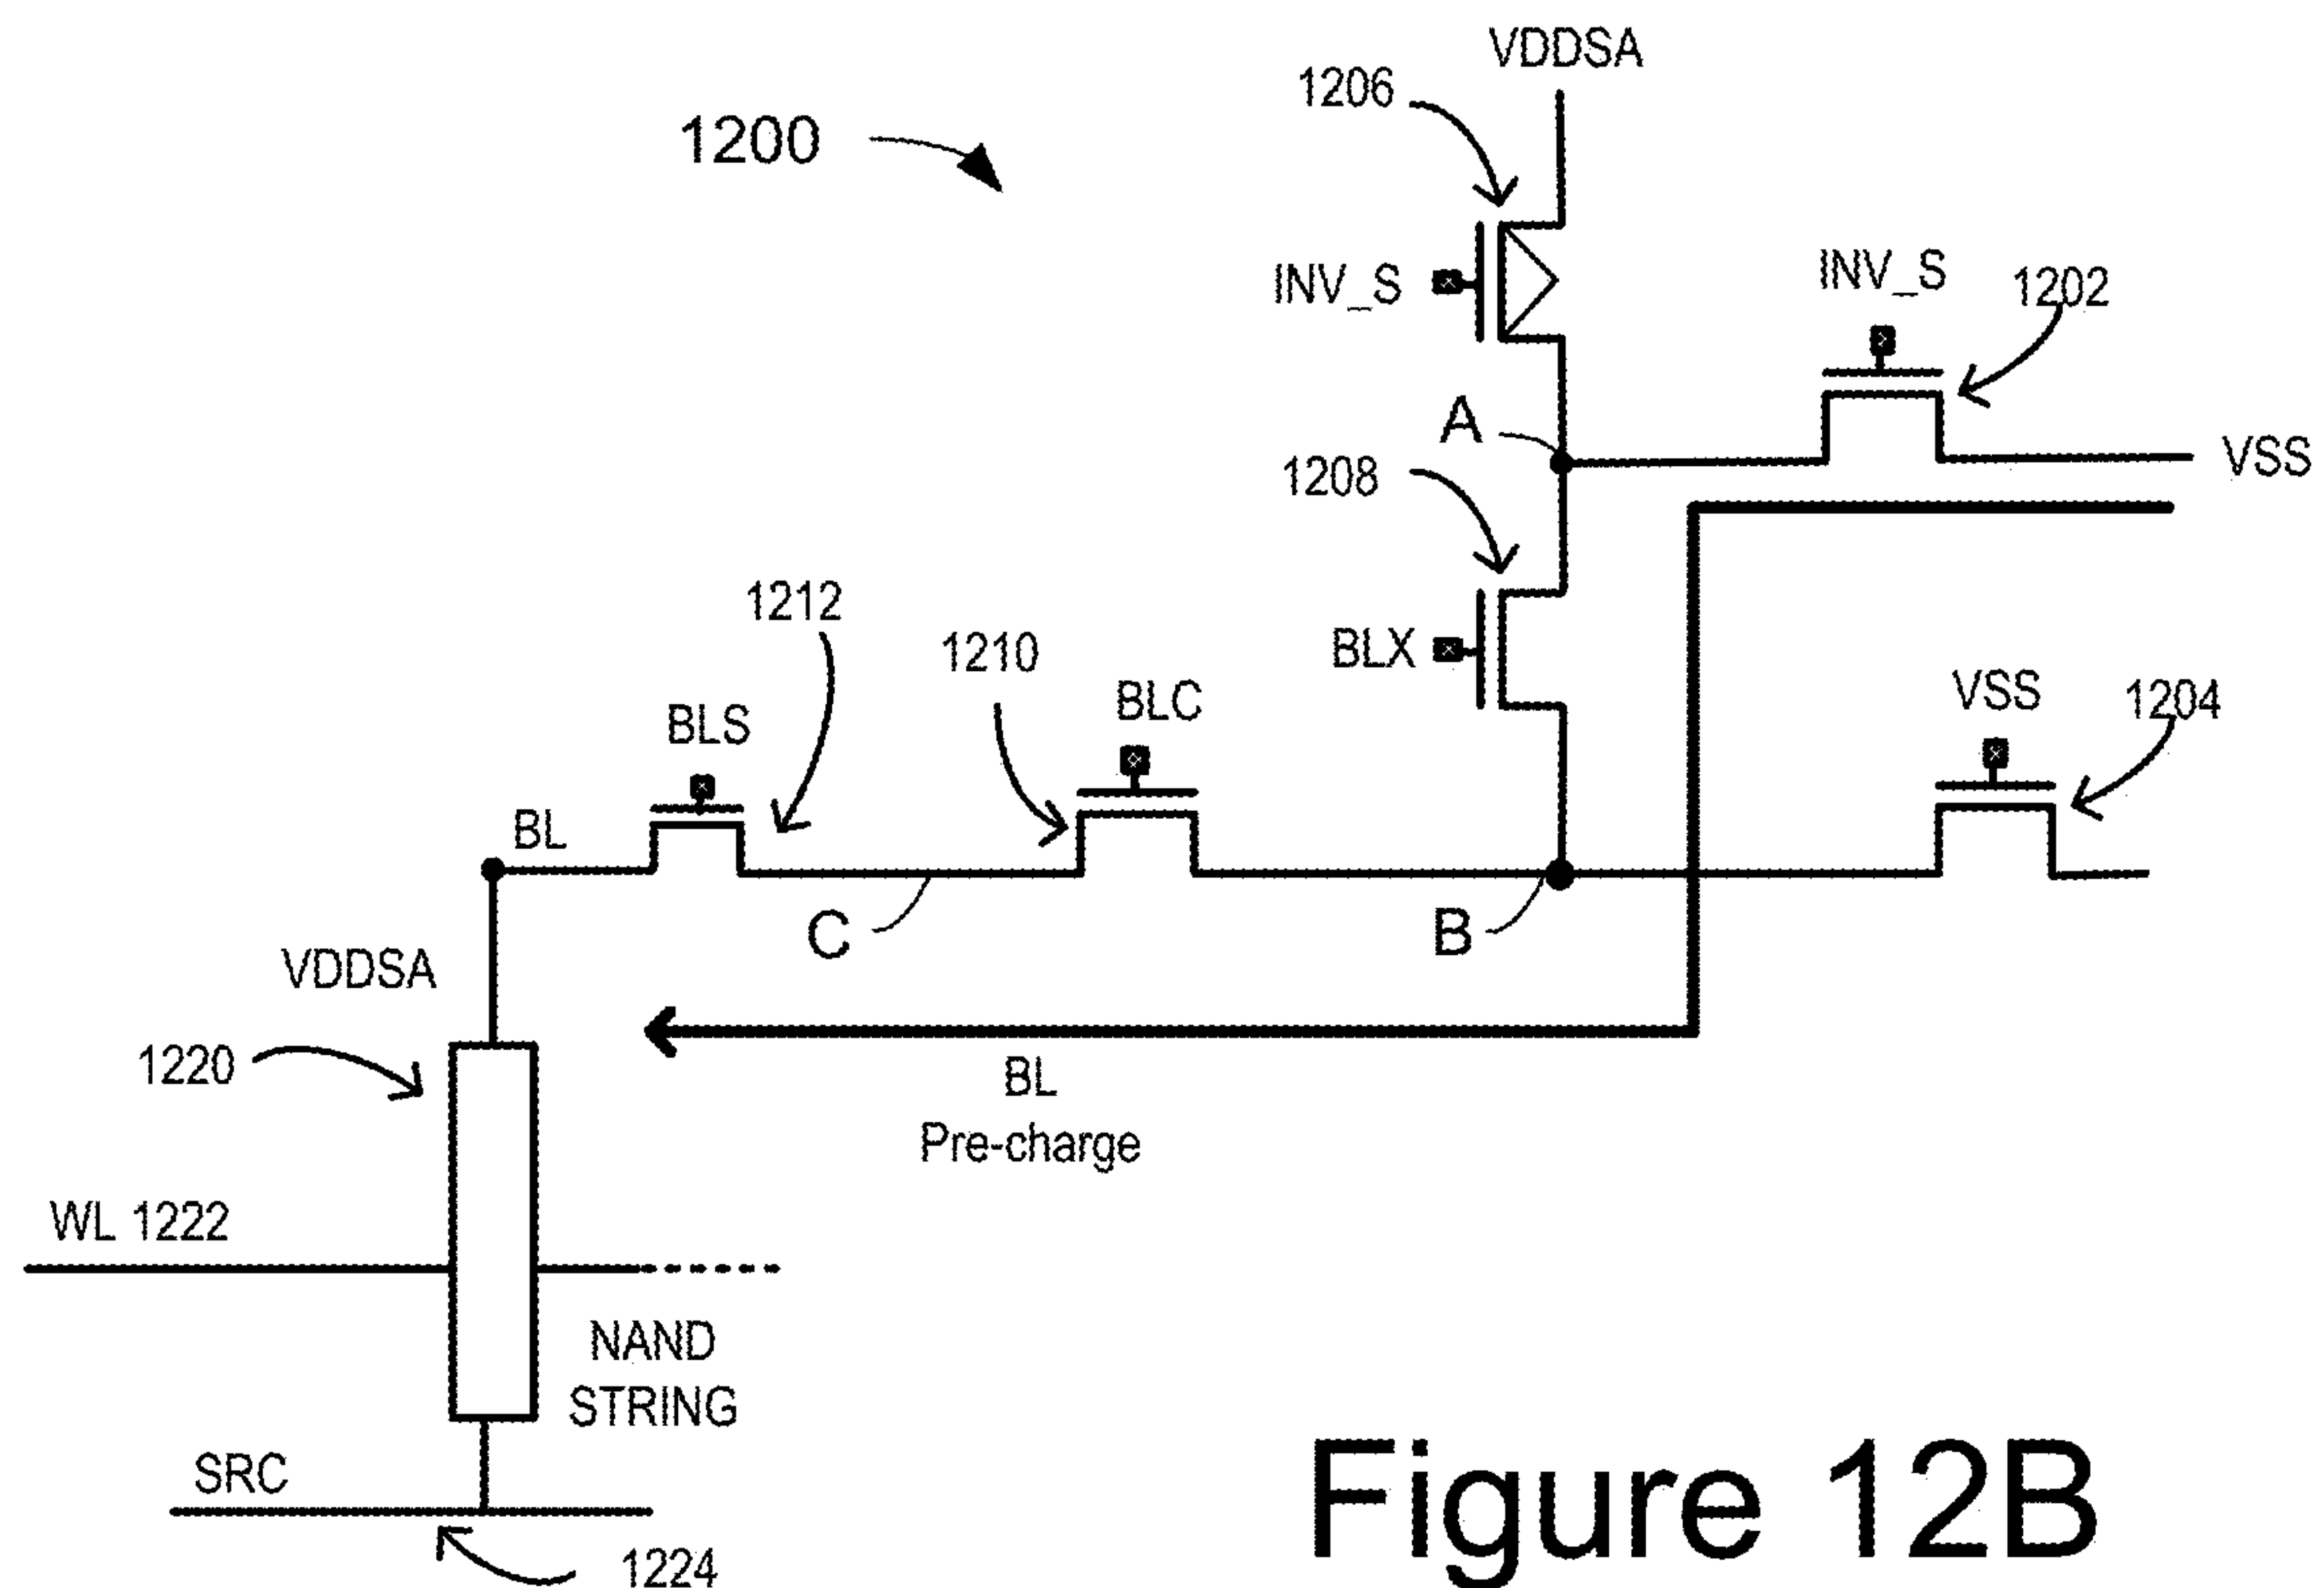 VDDSA
1206
1200
INV_S
INV_S
1202
A
VSS
1208
1212
1210
BLX
BLS
BLC
VSS
1204
BL
C
B
VDDSA
1220
BL
Pre-charge
WL 1222
NAND
STRING
SRC
1224
Figure 12B